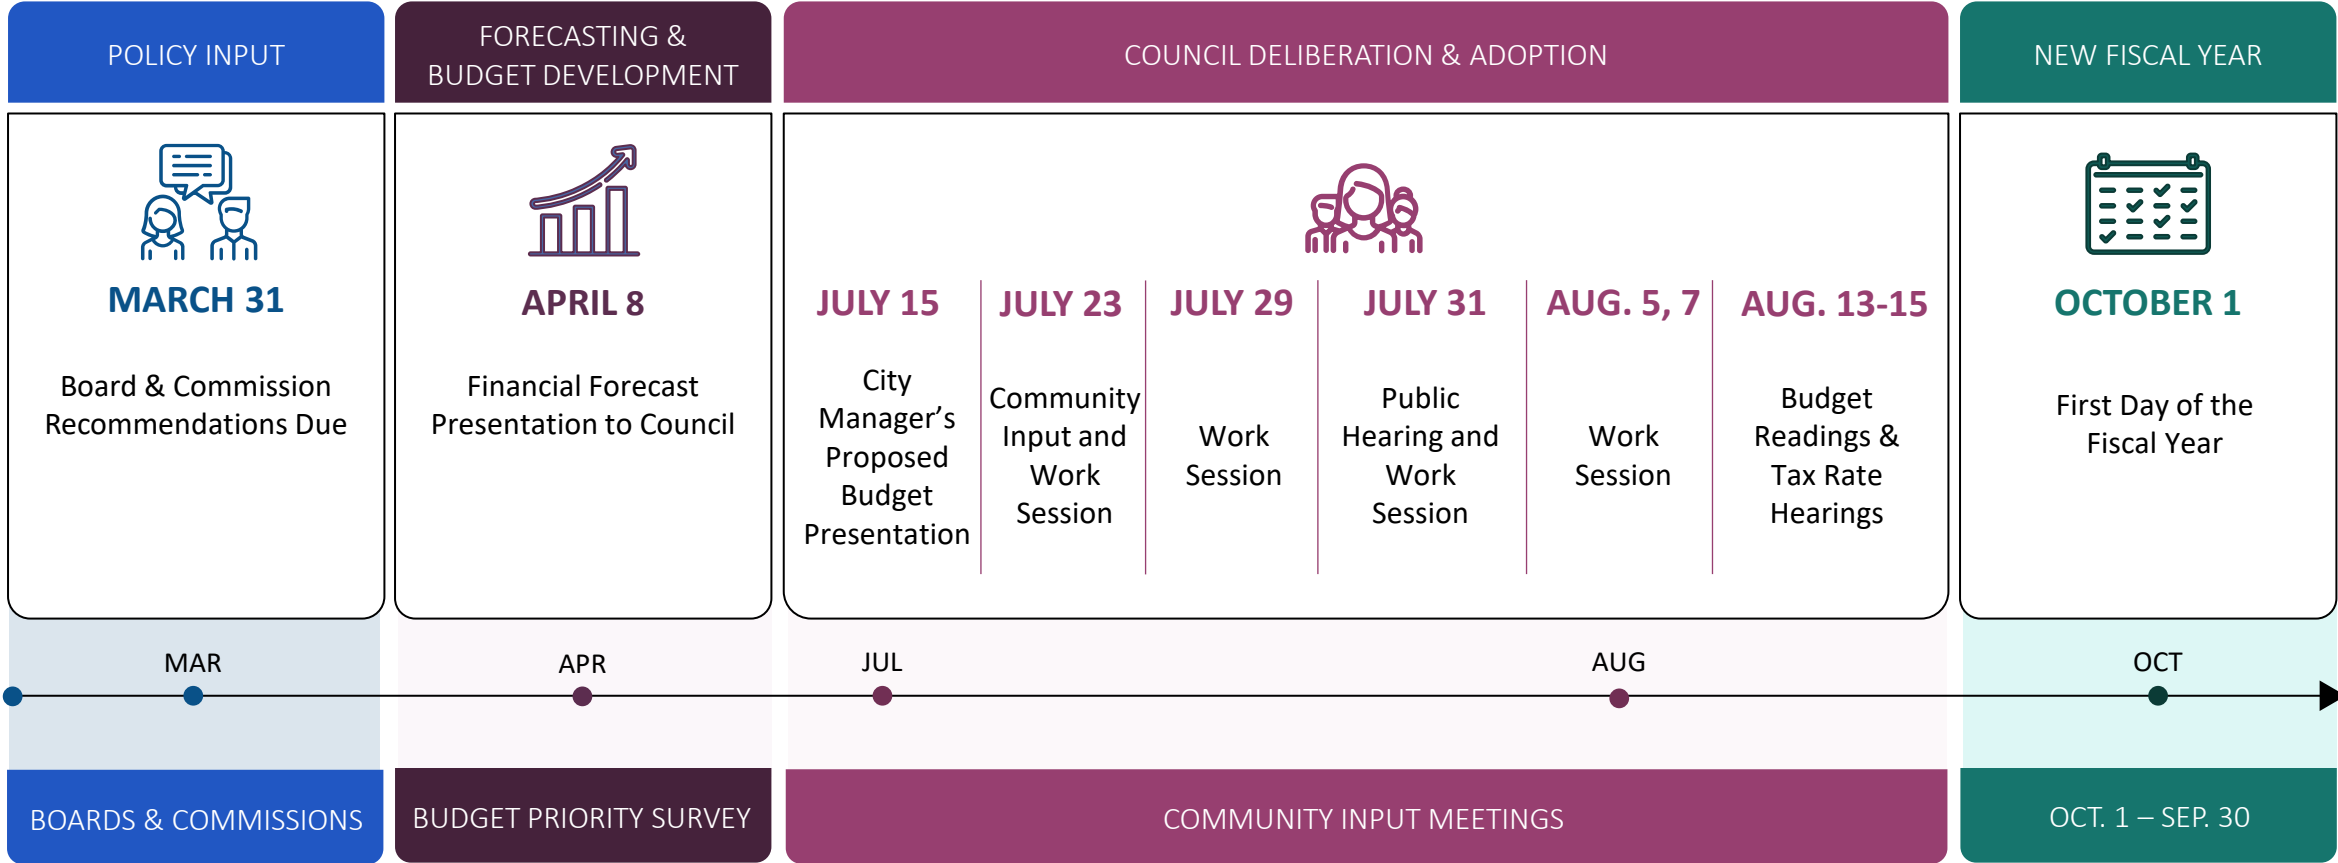 POLICY INPUT
FORECASTING &
BUDGET DEVELOPMENT
COUNCIL DELIBERATION & ADOPTION
NEW FISCAL YEAR
MARCH 31
Board & Commission
Recommendations Due
APRIL 8
Financial Forecast
Presentation to Council
JULY 15
City
Manager’s
Proposed
Budget
Presentation
JULY 23
Community
Input and
Work
Session
JULY 29
Work
Session
JULY 31
Public
Hearing and
Work
Session
AUG. 5, 7
Work
Session
AUG. 13-15
Budget
Readings &
Tax Rate
Hearings
OCTOBER 1
First Day of the
Fiscal Year
MAR
APR
JUL
AUG
OCT
BOARDS & COMMISSIONS
BUDGET PRIORITY SURVEY
COMMUNITY INPUT MEETINGS
OCT. 1 – SEP. 30